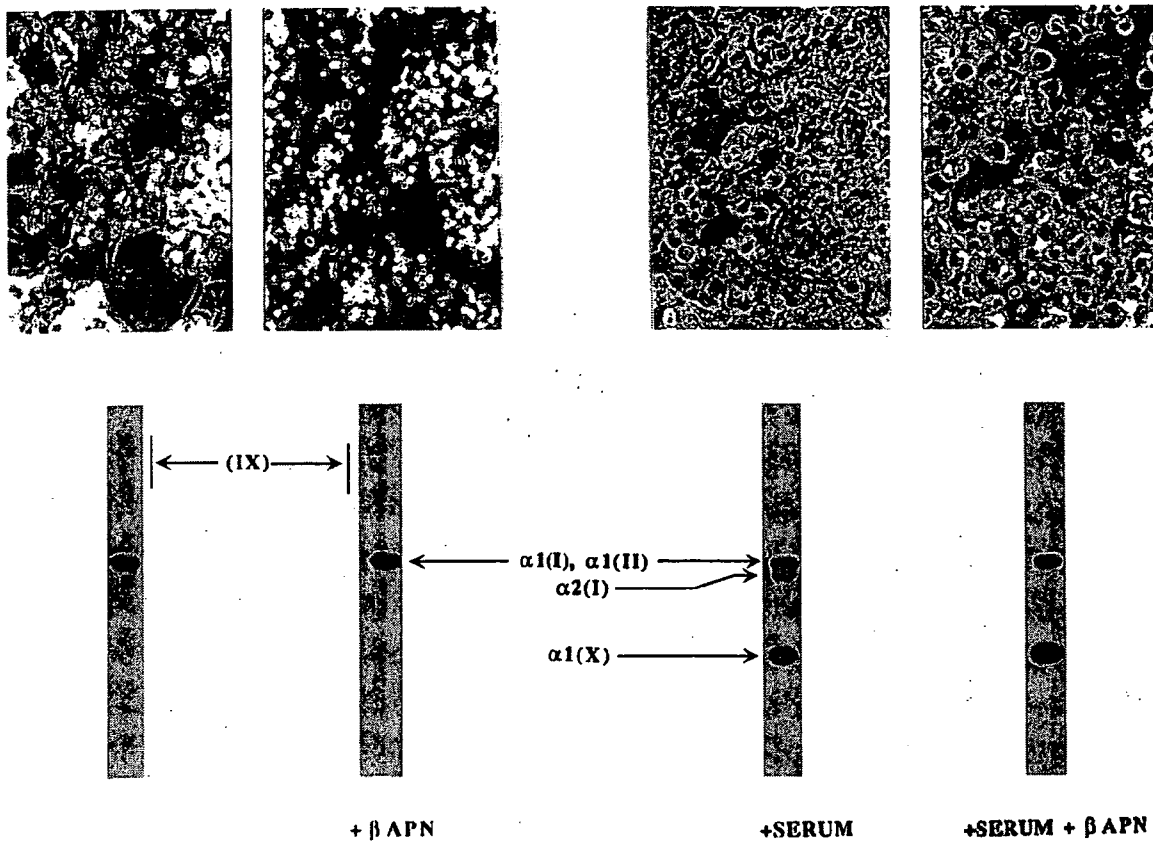 (IX)
α1(I), α1(II)
α2(I)
α1(X)
+ β APN
+SERUM
+SERUM + β APN